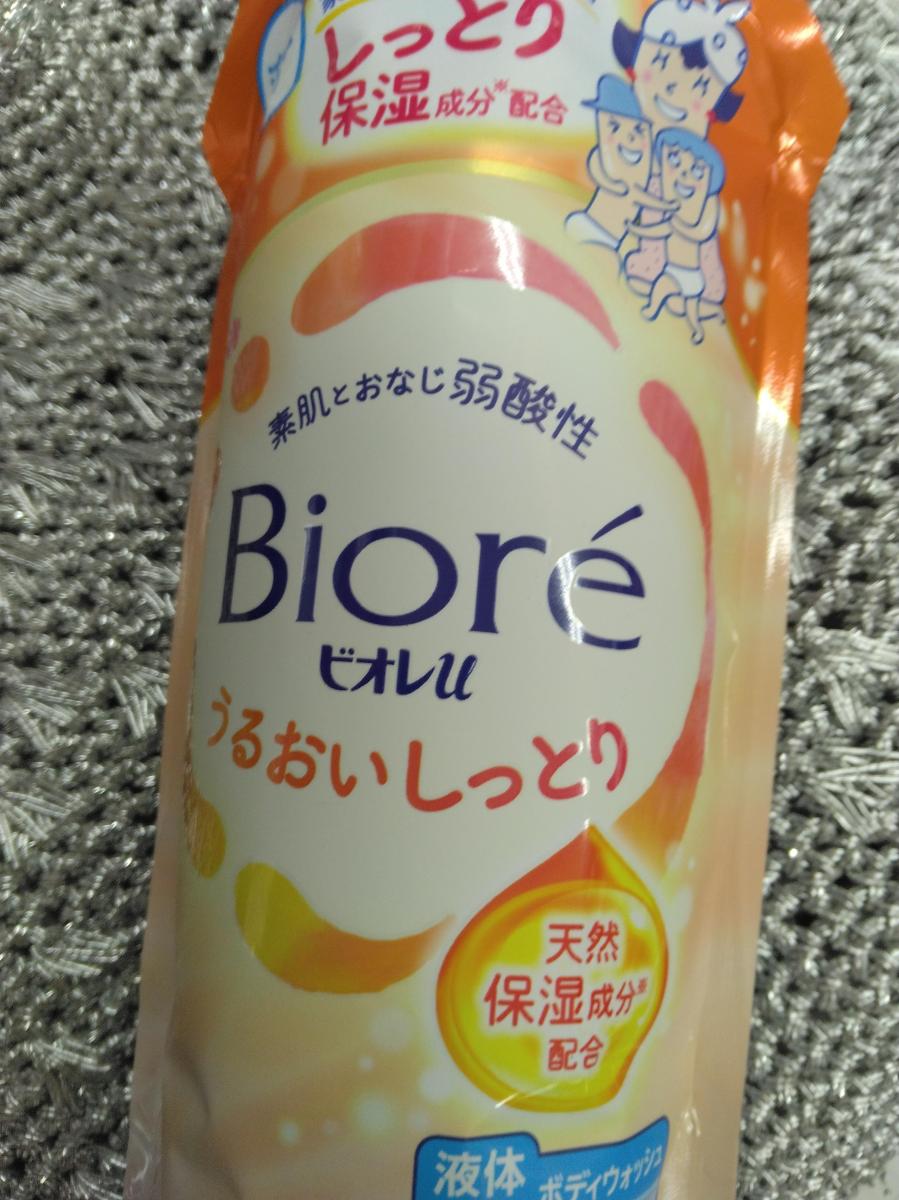 しっとり
保湿成分※配合
素肌とおなじ弱酸性
Bioré
ビオレu
うるおいしっとり
天然
保湿成分※
配合
液体 ボディウォッシュ